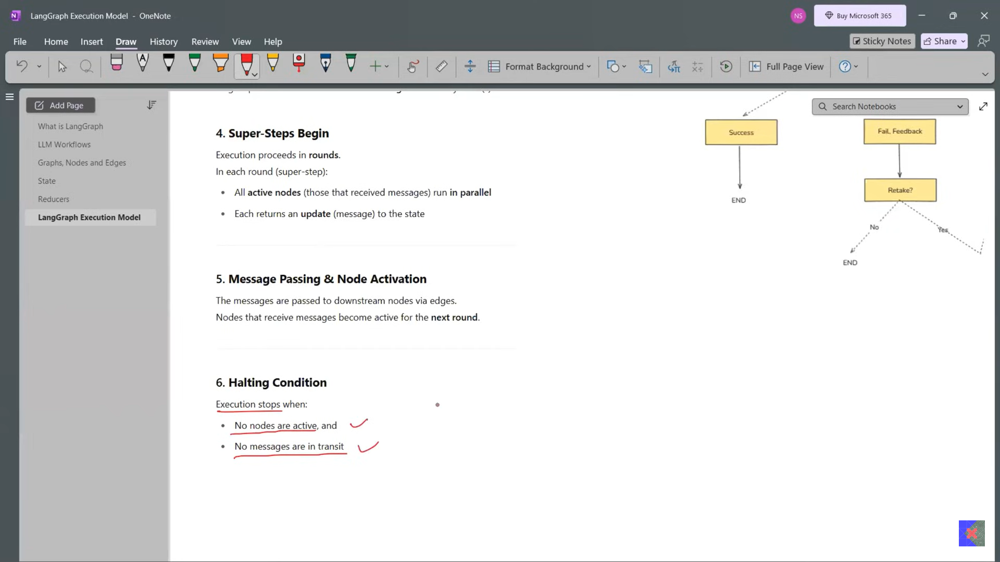 LangGraph Execution Model - OneNote
NS
Buy Microsoft 365
File
Home
Insert
Draw
History
Review
View
Help
Sticky Notes
Share
Format Background
Full Page View
Add Page
Search Notebooks
What is LangGraph
LLM Workflows
Graphs, Nodes and Edges
State
Reducers
LangGraph Execution Model
4. Super-Steps Begin
Execution proceeds in rounds.
In each round (super-step):
• All active nodes (those that received messages) run in parallel
• Each returns an update (message) to the state
5. Message Passing & Node Activation
The messages are passed to downstream nodes via edges.
Nodes that receive messages become active for the next round.
6. Halting Condition
Execution stops when:
• No nodes are active, and
• No messages are in transit
Success
END
Fail, Feedback
Retake?
No
Yes
END